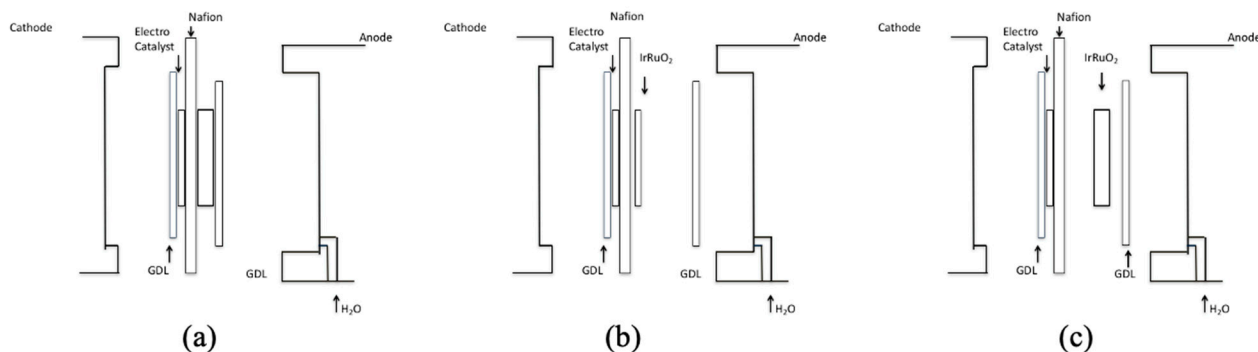 Cathode
Nafion
Electro
Catalyst
Anode
GDL
GDL
H₂O
(a)
Cathode
Nafion
Electro
Catalyst
IrRuO₂
Anode
GDL
GDL
H₂O
(b)
Cathode
Nafion
Electro
Catalyst
IrRuO₂
Anode
GDL
GDL
H₂O
(c)